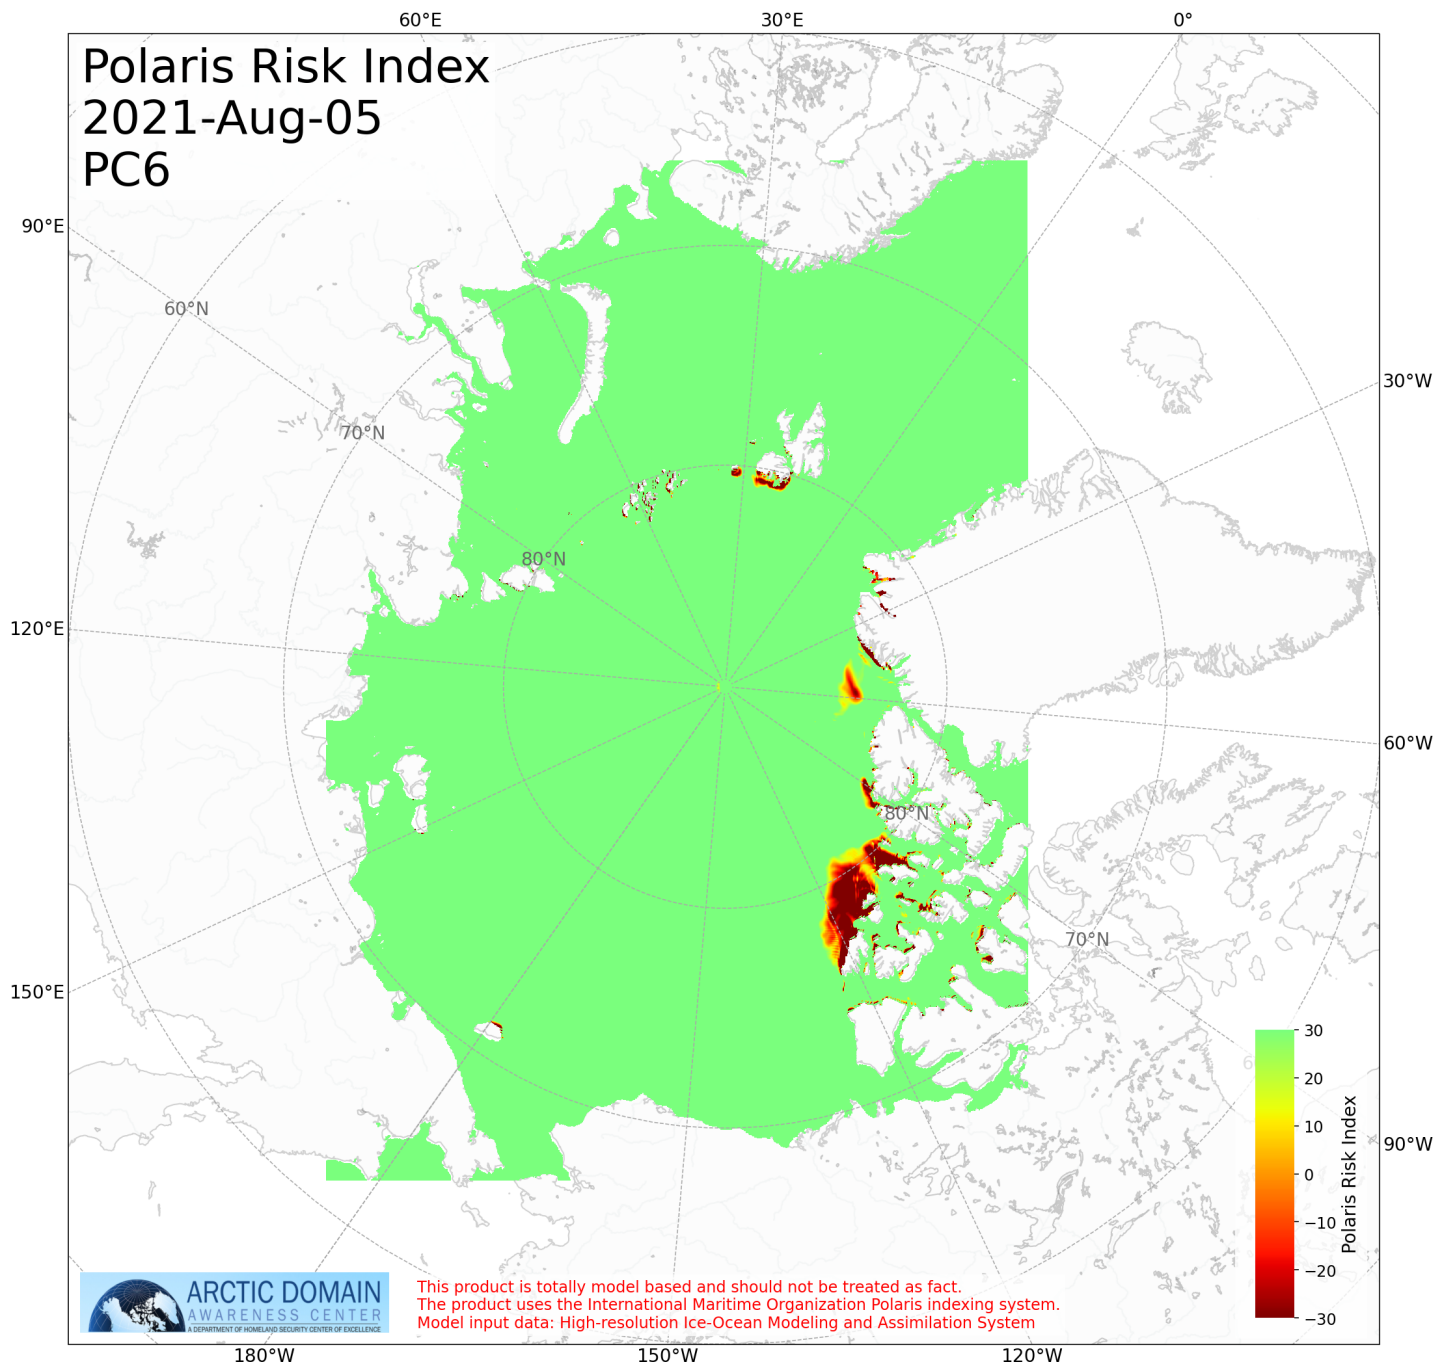 60°E 30°E 0°
Polaris Risk Index
2021-Aug-05
PC6
90°E
60°N
30°W
70°N
80°N
120°E
60°W
80°N
70°N
150°E
30
20
10
0
−10
−20
−30
Polaris Risk Index
90°W
ARCTIC DOMAIN
AWARENESS CENTER
A DEPARTMENT OF HOMELAND SECURITY CENTER OF EXCELLENCE
This product is totally model based and should not be treated as fact.
The product uses the International Maritime Organization Polaris indexing system.
Model input data: High-resolution Ice-Ocean Modeling and Assimilation System
180°W 150°W 120°W